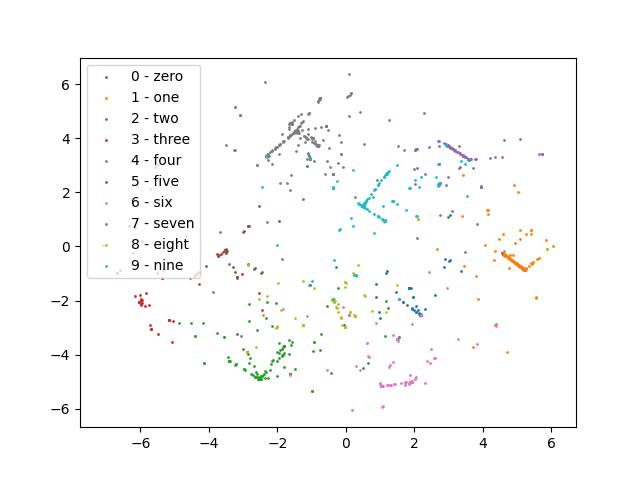 0 - zero
1 - one
2 - two
3 - three
4 - four
5 - five
6 - six
7 - seven
8 - eight
9 - nine
6
4
2
0
−2
−4
−6
−6
−4
−2
0
2
4
6